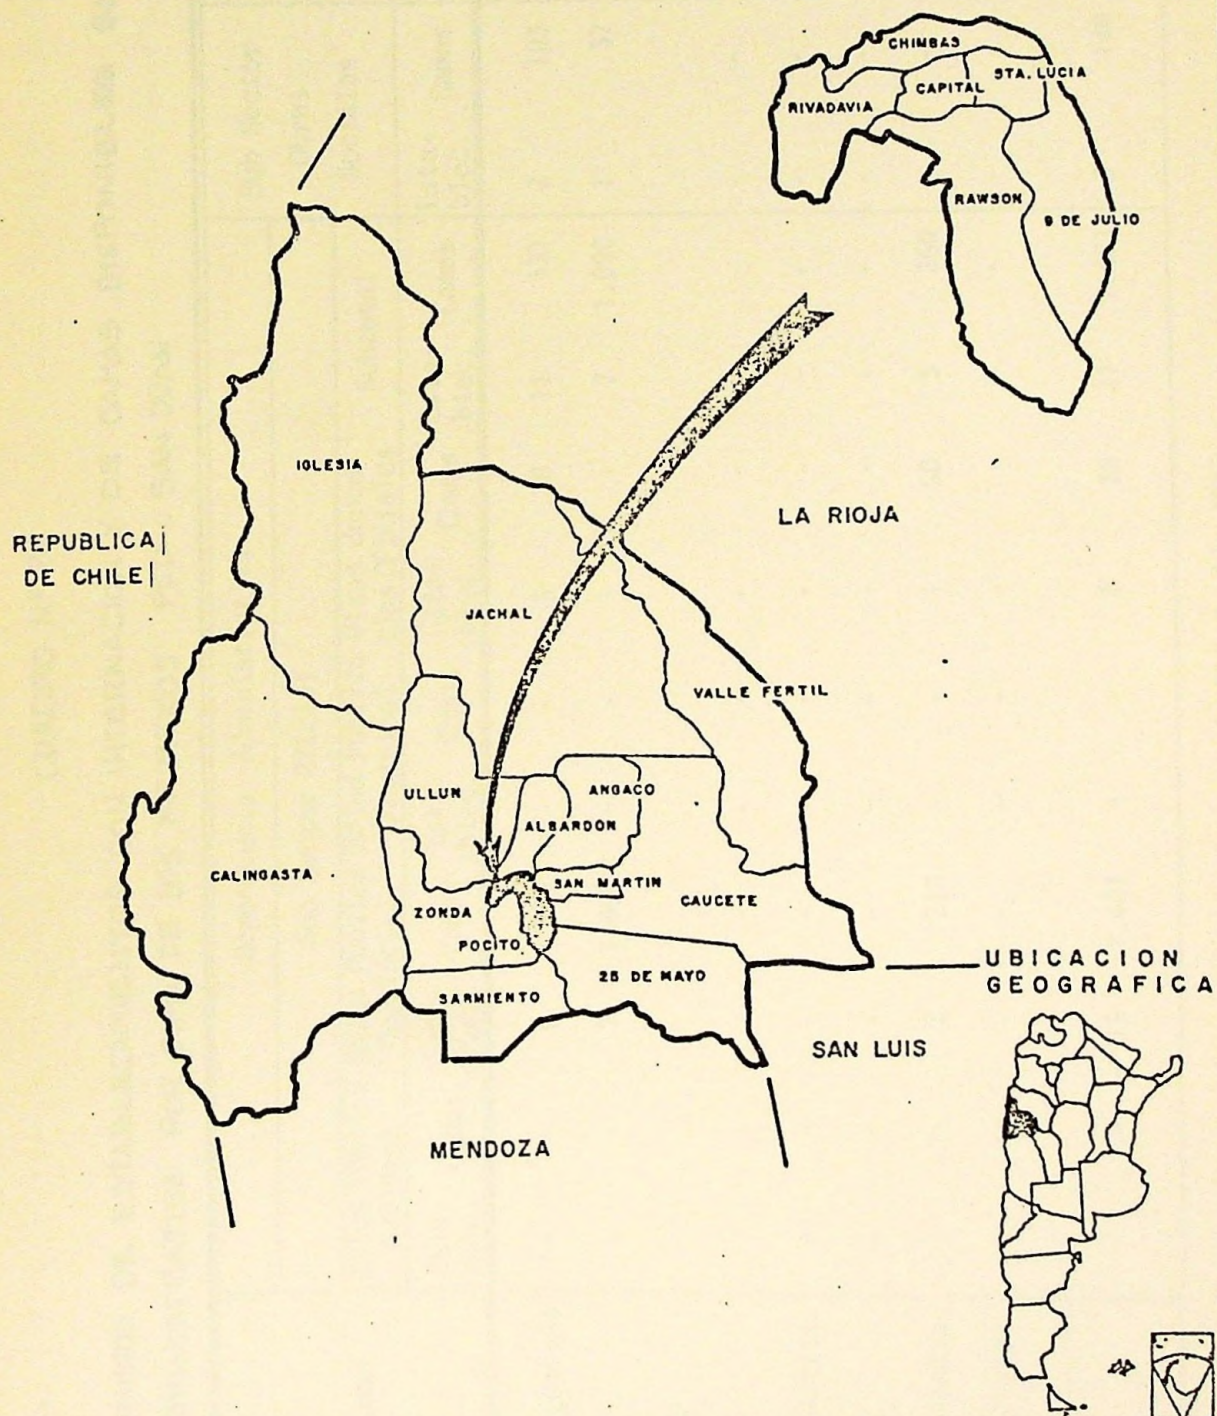 CHIMBAS
STA. LUCIA
CAPITAL
RIVADAVIA
RAWSON
9 DE JULIO
IGLESIA
LA RIOJA
REPUBLICA
DE CHILE
JACHAL
VALLE FERTIL
ULLUN
ANGACO
ALBARDON
CALINGASTA
SAN MARTIN
CAUCETE
ZONDA
POCITO
25 DE MAYO
SARMIENTO
UBICACION
GEOGRAFICA
SAN LUIS
MENDOZA